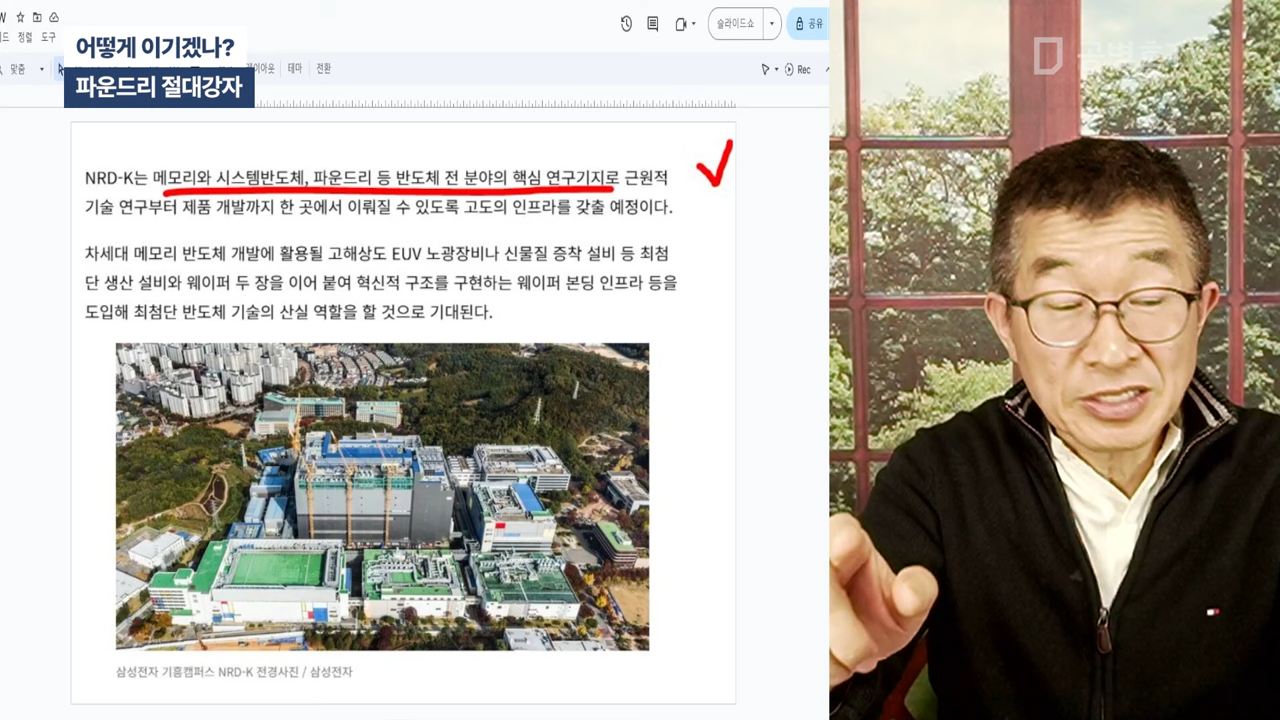 정렬 도구
슬라이드쇼
공유
어떻게 이기겠나?
파운드리 절대강자
맞춤
테마
전환
Rec
NRD-K는 메모리와 시스템반도체, 파운드리 등 반도체 전 분야의 핵심 연구기지로 근원적
기술 연구부터 제품 개발까지 한 곳에서 이뤄질 수 있도록 고도의 인프라를 갖출 예정이다.
차세대 메모리 반도체 개발에 활용될 고해상도 EUV 노광장비나 신물질 증착 설비 등 최첨
단 생산 설비와 웨이퍼 두 장을 이어 붙여 혁신적 구조를 구현하는 웨이퍼 본딩 인프라 등을
도입해 최첨단 반도체 기술의 산실 역할을 할 것으로 기대된다.
삼성전자 기흥캠퍼스 NRD-K 전경사진 / 삼성전자